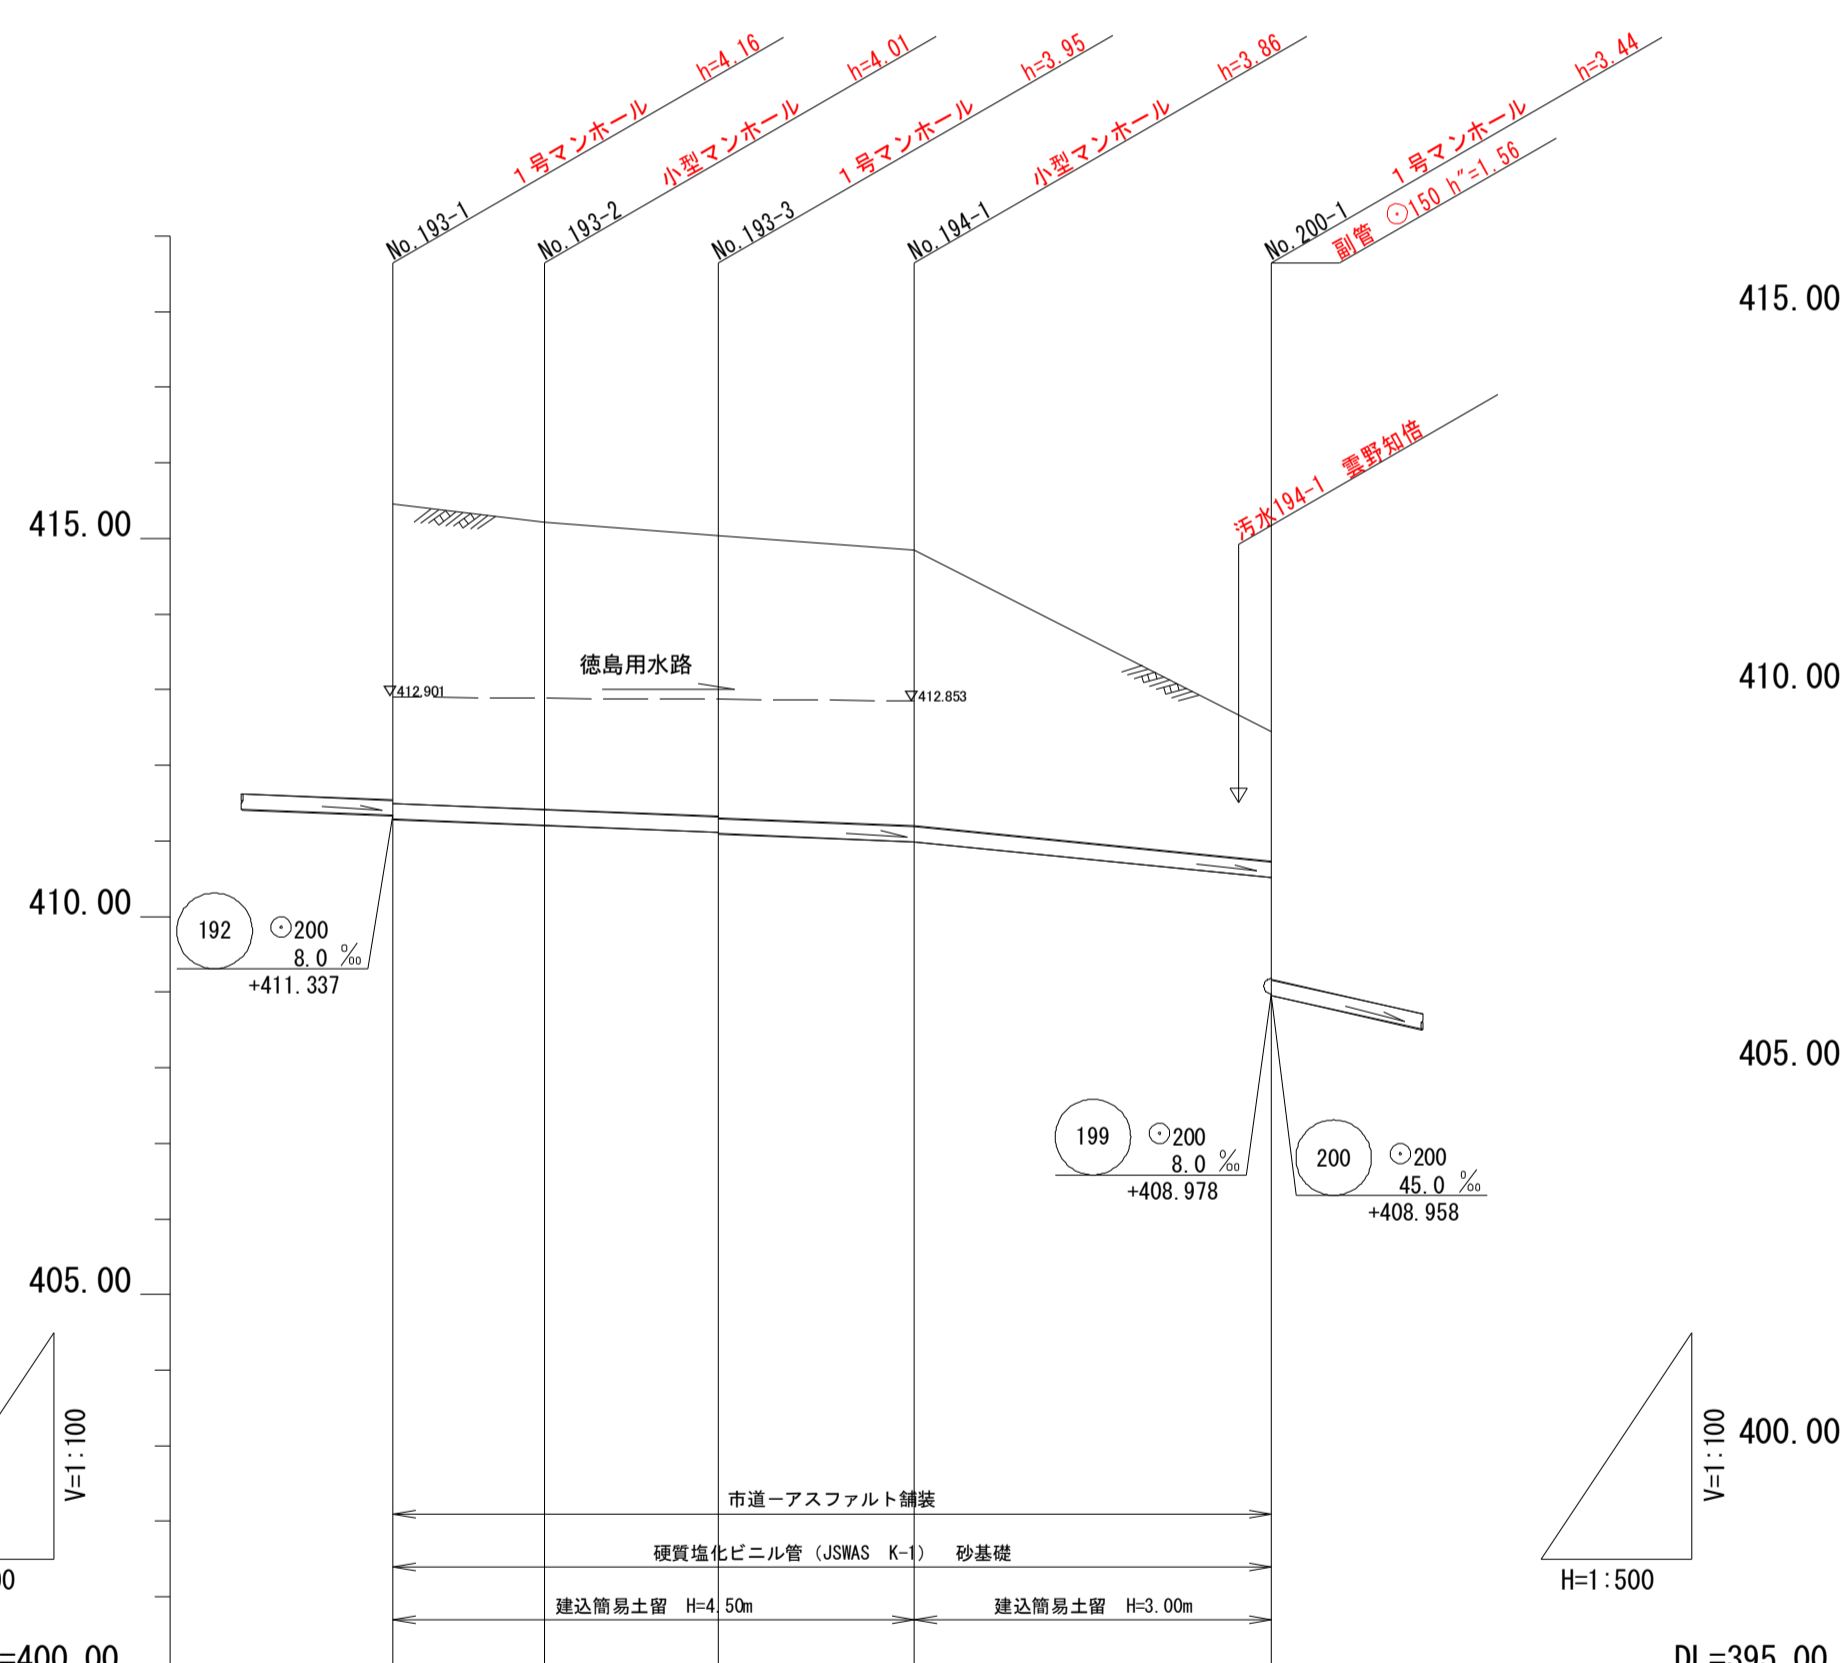 h=4.16
h=4.01
h=3.95
h=3.86
h=3.44
1号マンホール
小型マンホール
1号マンホール
小型マンホール
1号マンホール
副管 150 h"=1.56
No.193-1
No.193-2
No.193-3
No.194-1
No.200-1
415.00
415.00
汚水194-1 雲野知倍
徳島用水路
412.901
412.853
410.00
410.00
192
200
8.0 ‰
+411.337
405.00
405.00
199
200
8.0 ‰
+408.978
200
200
45.0 ‰
+408.958
V=1:100
V=1:100
400.00
H=1:500
市道－アスファルト舗装
硬質塩化ビニル管（JSWAS K-1） 砂基礎
建込簡易土留 H=4.50m
建込簡易土留 H=3.00m
=400.00
DL=395.00